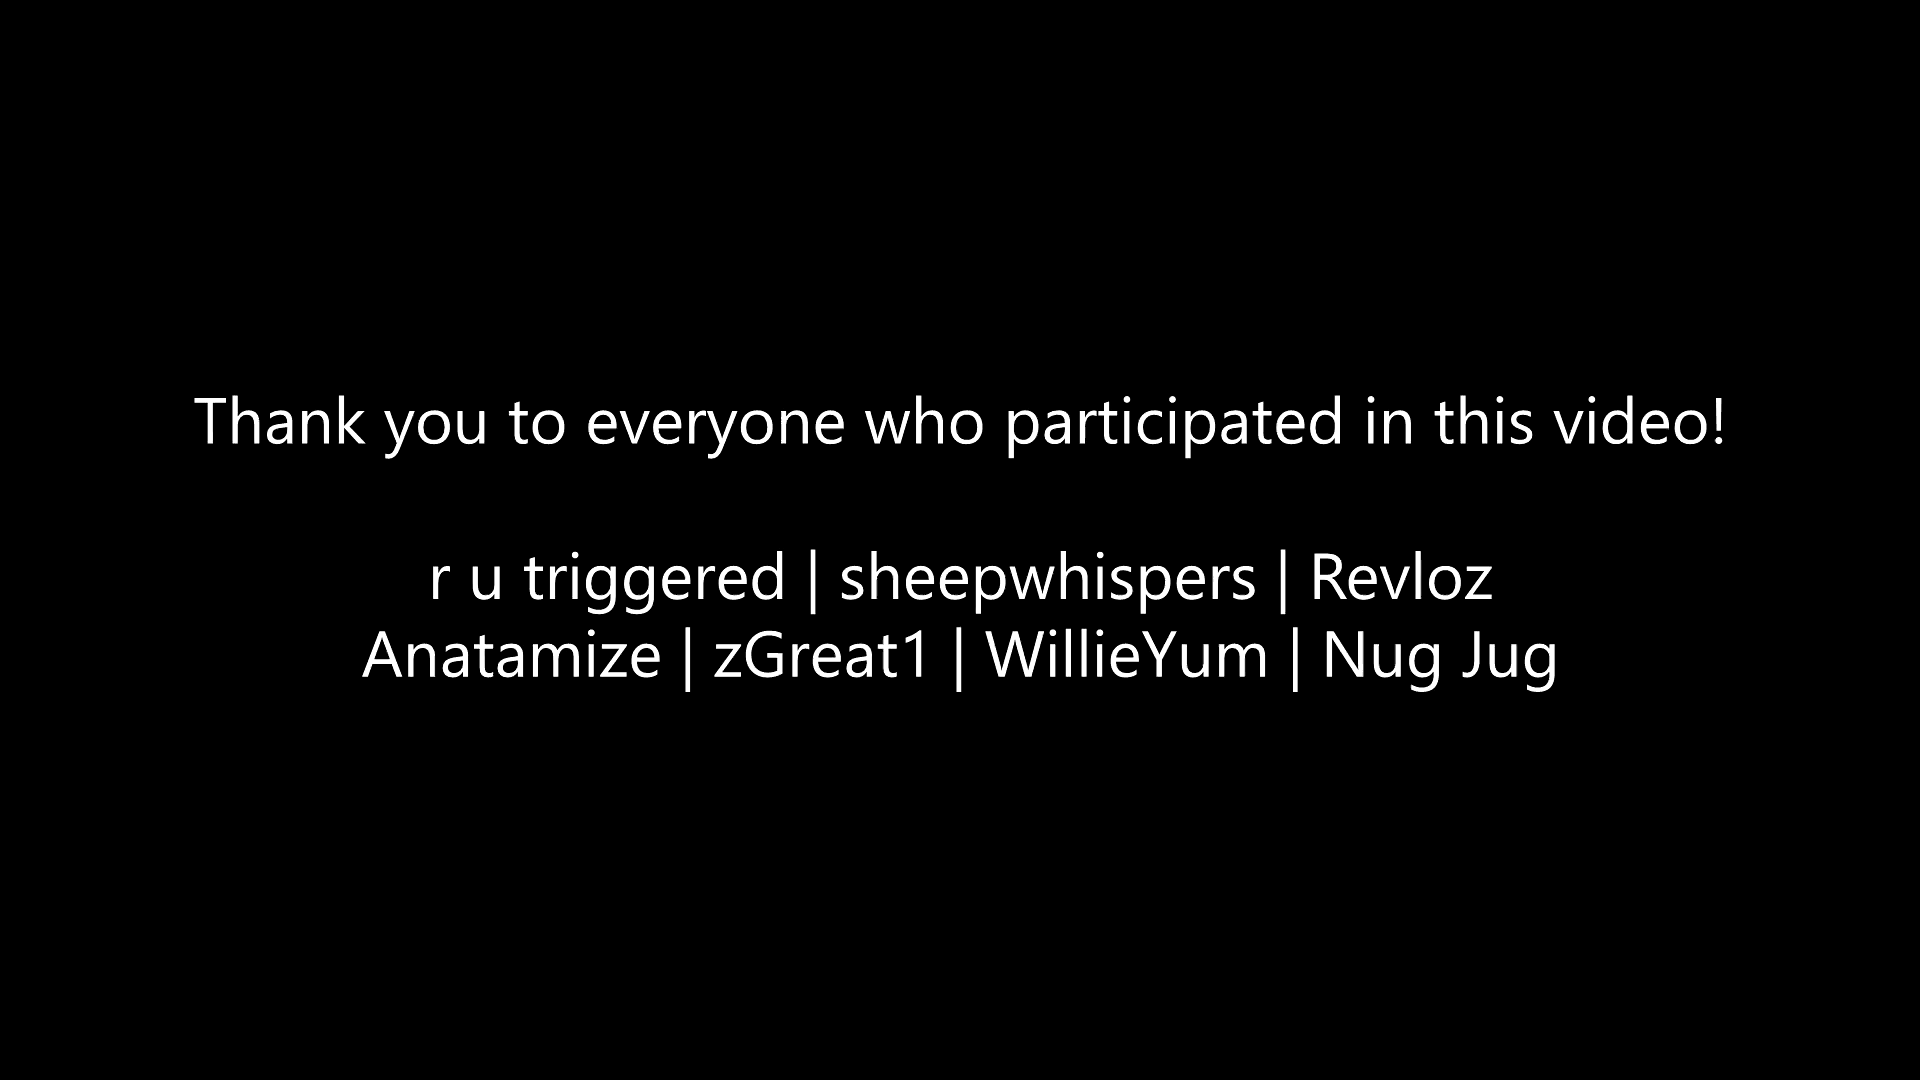 Thank you to everyone who participated in this video!
r u triggered | sheepwhispers | Revloz
Anatamize | zGreat1 | WillieYum | Nug Jug